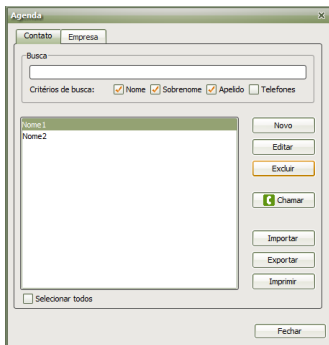 Agenda
Contato Empresa
Busca
Critérios de busca: Nome Sobrenome Apelido Telefones
Nome1
Nome2
Novo
Editar
Excluir
Chamar
Importar
Exportar
Imprimir
Selecionar todos
Fechar